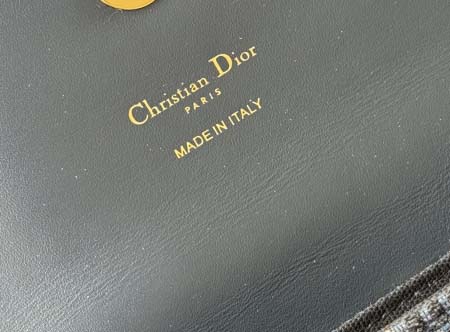 Christian Dior
PARIS
MADE IN ITALY